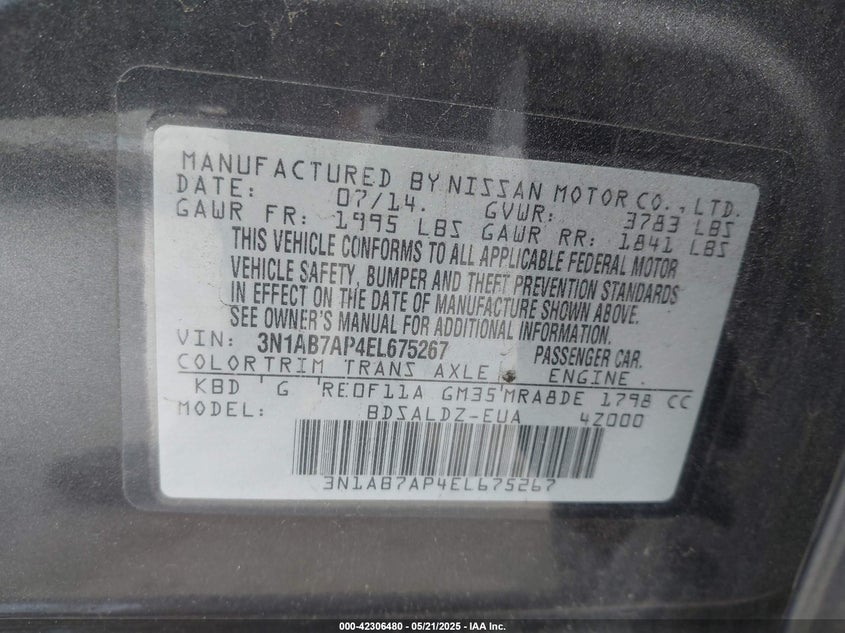 MANUFACTURED BY NISSAN MOTOR CO., LTD.
DATE: 07/14. GVWR: 3783 LBS
GAWR FR: 1995 LBS GAWR RR: 1841 LBS
THIS VEHICLE CONFORMS TO ALL APPLICABLE FEDERAL MOTOR
VEHICLE SAFETY, BUMPER AND THEFT PREVENTION STANDARDS
IN EFFECT ON THE DATE OF MANUFACTURE SHOWN ABOVE.
SEE OWNER'S MANUAL FOR ADDITIONAL INFORMATION.
VIN: 3N1AB7AP4EL675267 PASSENGER CAR.
COLOR TRIM TRANS AXLE ENGINE
KBD G RE0F11A GM35 MRA8DE 1798 CC
MODEL: BDSALDZ-EUA 4Z000
3N1AB7AP4EL675267
000-42306480 - 05/21/2025 - IAA Inc.